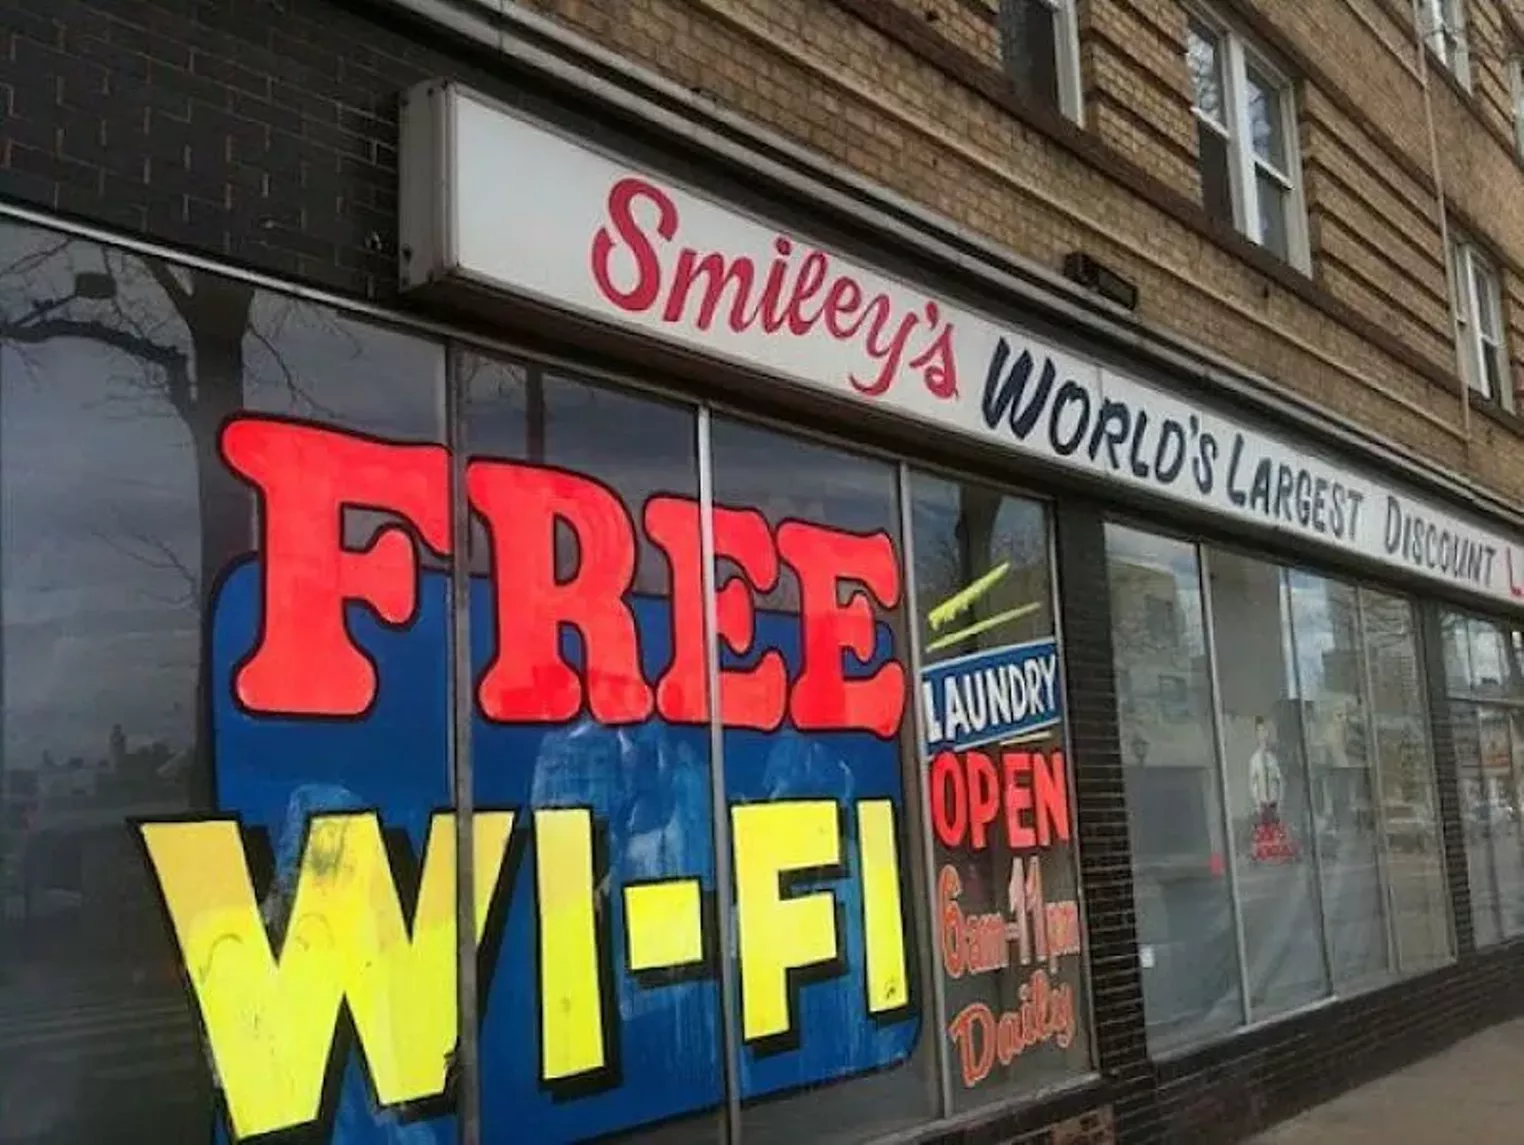 Smiley's WORLD'S LARGEST DISCOUNT L
FREE
WI-FI
LAUNDRY
OPEN
6am-11pm
Daily